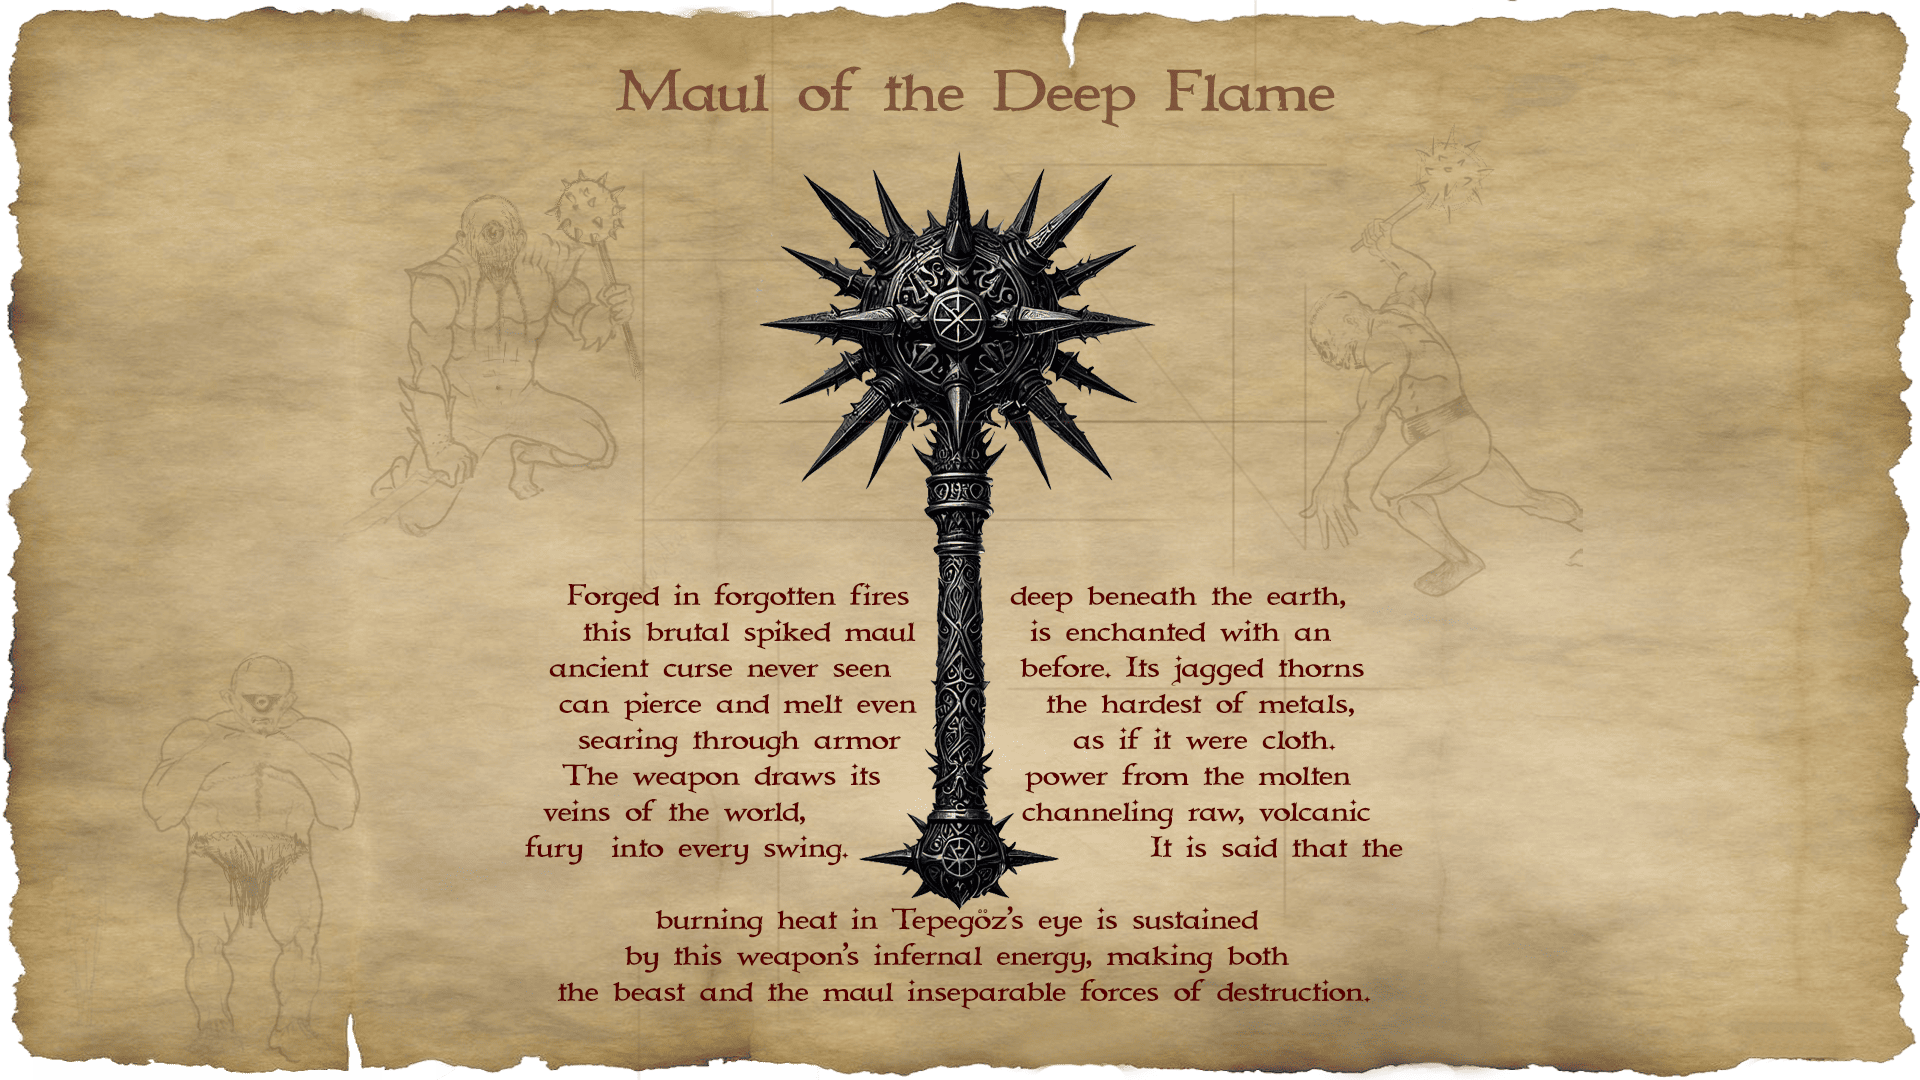 Maul of the Deep Flame
Forged in forgotten fires deep beneath the earth,
this brutal spiked maul is enchanted with an
ancient curse never seen before. Its jagged thorns
can pierce and melt even the hardest of metals,
searing through armor as if it were cloth.
The weapon draws its power from the molten
veins of the world, channeling raw, volcanic
fury into every swing. It is said that the
burning heat in Tepegöz's eye is sustained
by this weapon's infernal energy, making both
the beast and the maul inseparable forces of destruction.